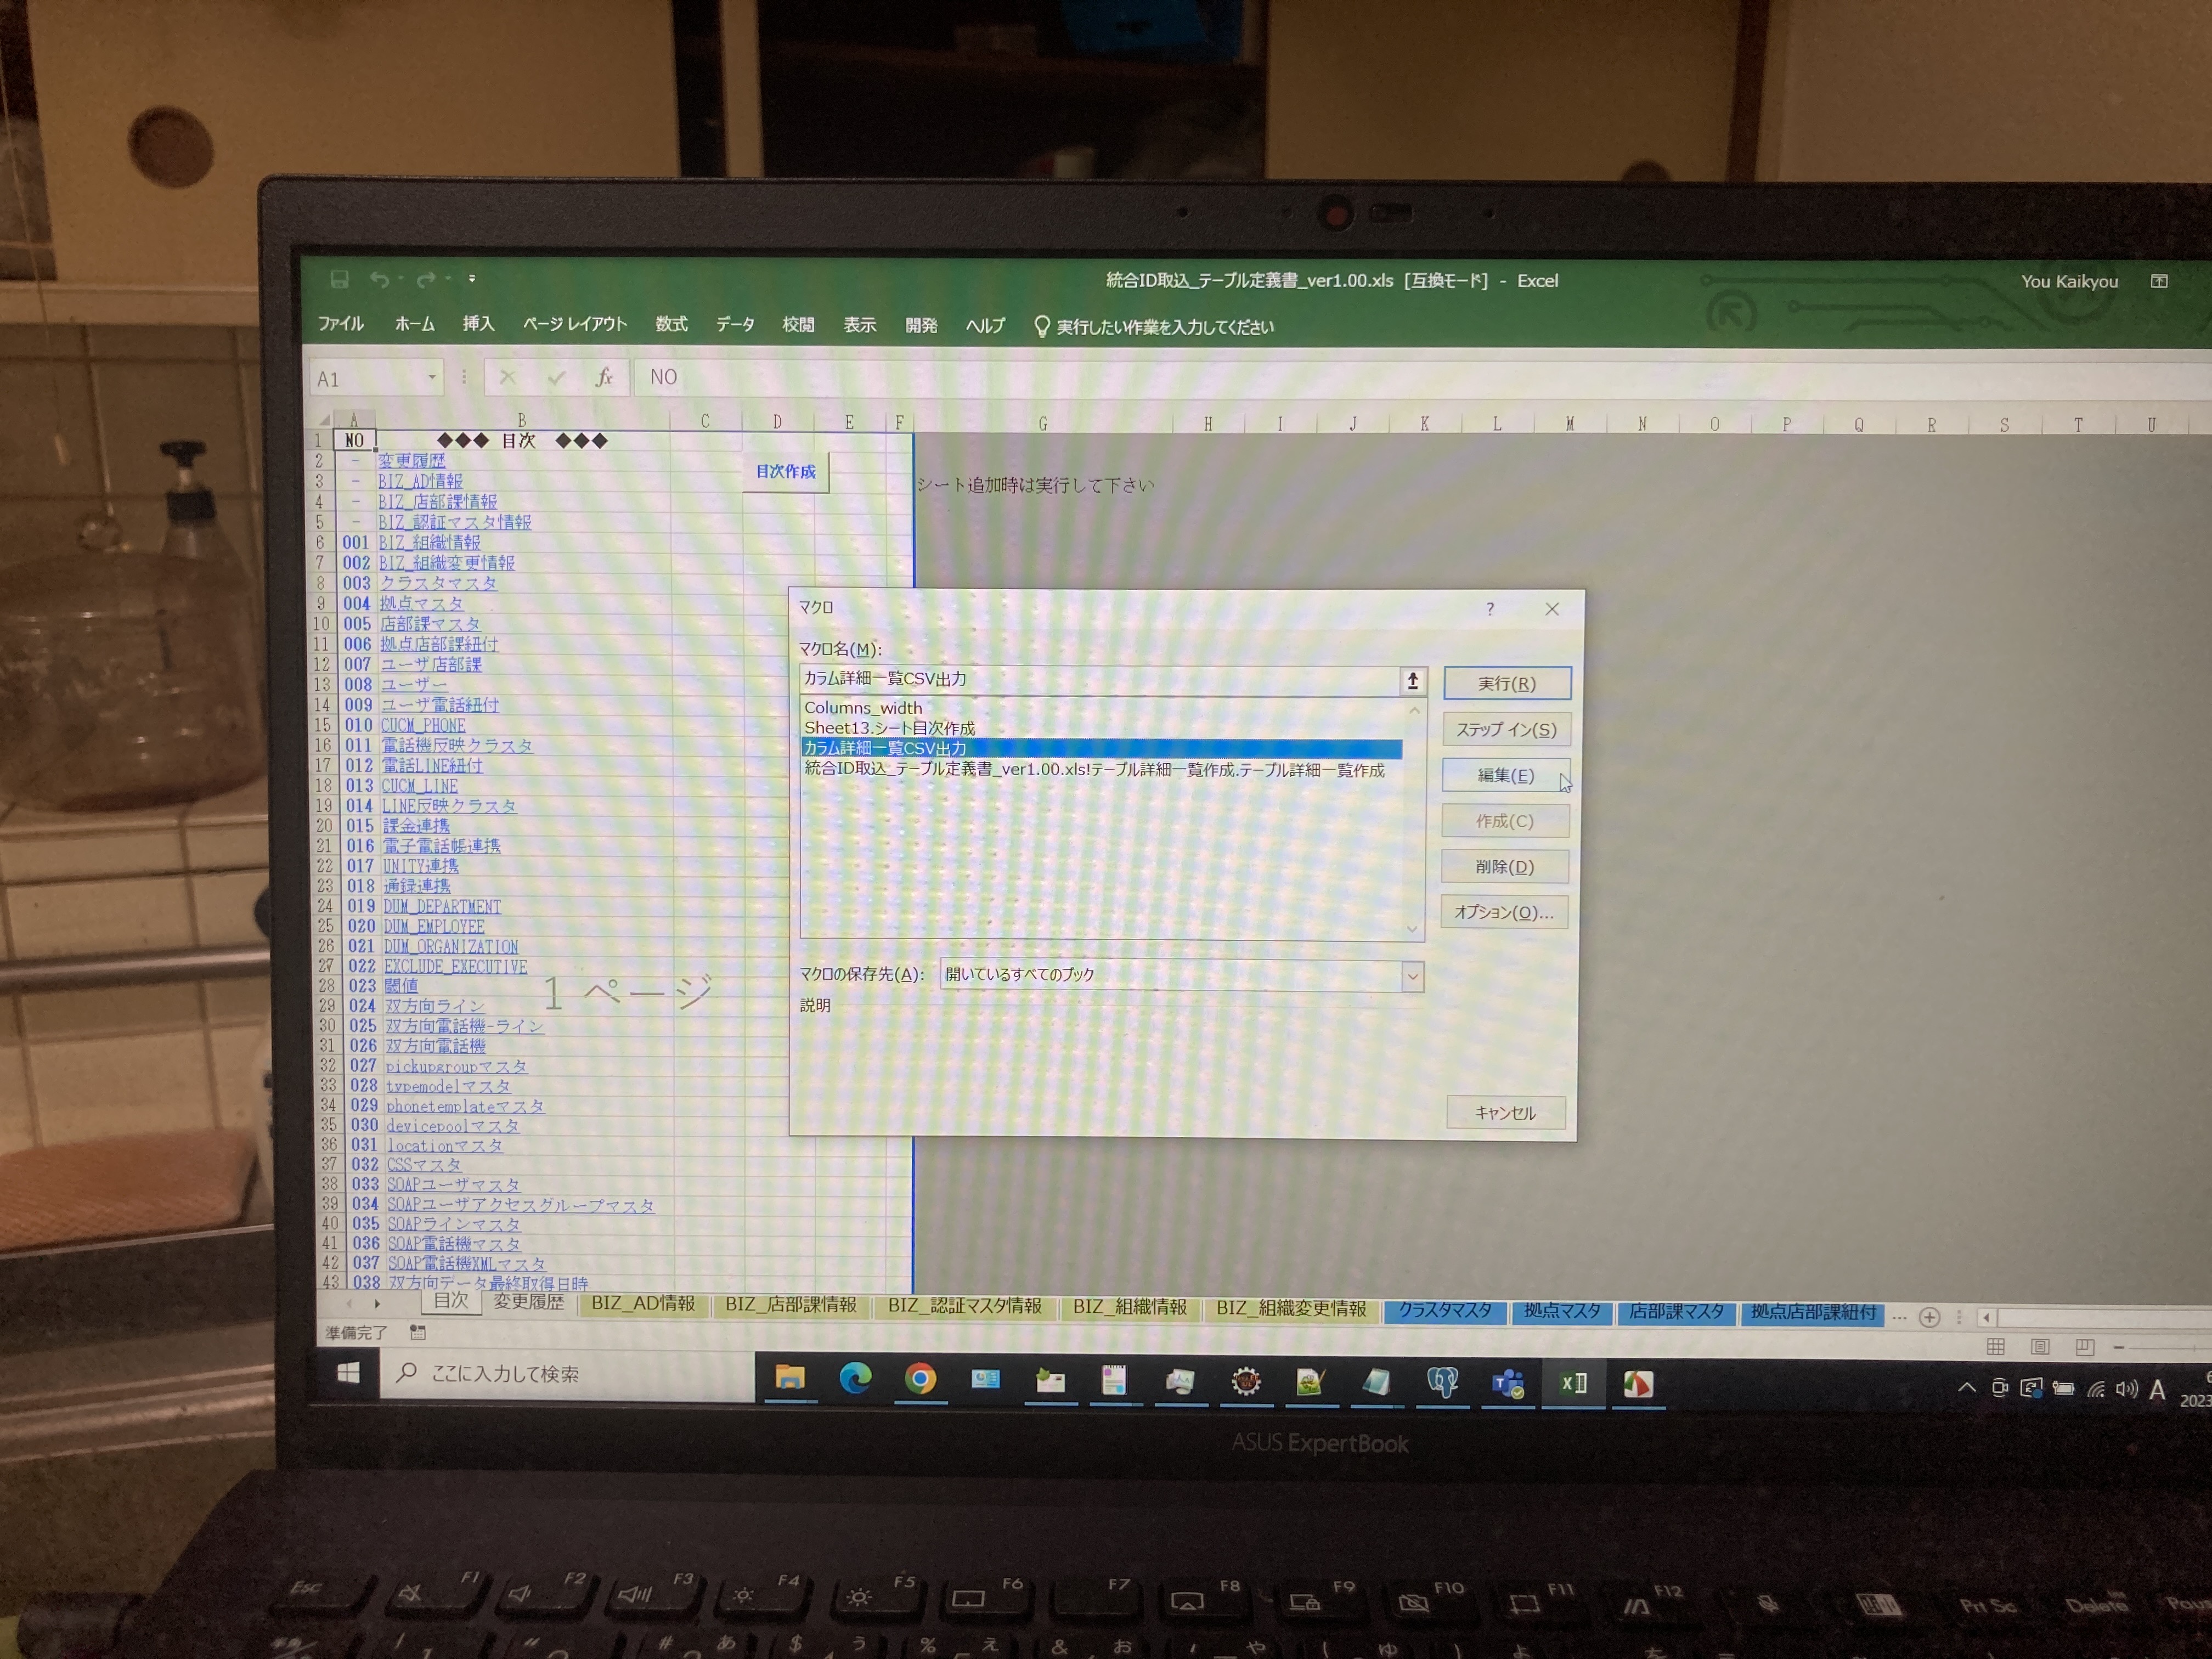 統合ID取込_テーブル定義書_ver1.00.xls [互換モード] - Excel
You Kaikyou
ファイル ホーム 挿入 ページ レイアウト 数式 データ 校閲 表示 開発 ヘルプ 実行したい作業を入力してください
A1 fx NO
A B C D E F G H I J K L M N O P Q R S T U
1 NO ◆◆◆ 目次 ◆◆◆
2 - 変更履歴
目次作成
3 - BIZ_AD情報
シート追加時は実行して下さい
4 - BIZ_店部課情報
5 - BIZ_認証マスタ情報
6 001 BIZ_組織情報
7 002 BIZ_組織変更情報
8 003 クラスタマスタ
9 004 拠点マスタ
10 005 店部課マスタ
11 006 拠点店部課紐付
12 007 ユーザ店部課
13 008 ユーザー
14 009 ユーザ電話紐付
15 010 CUCM_PHONE
16 011 電話機反映クラスタ
17 012 電話LINE紐付
18 013 CUCM_LINE
19 014 LINE反映クラスタ
20 015 課金連携
21 016 電子電話帳連携
22 017 UNITY連携
23 018 通録連携
24 019 DUM_DEPARTMENT
25 020 DUM_EMPLOYEE
26 021 DUM_ORGANIZATION
27 022 EXCLUDE_EXECUTIVE
28 023 閾値
1 ページ
29 024 双方向ライン
30 025 双方向電話機-ライン
31 026 双方向電話機
32 027 pickupgroupマスタ
33 028 typemodelマスタ
34 029 phonetemplateマスタ
35 030 devicepoolマスタ
36 031 locationマスタ
37 032 CSSマスタ
38 033 SOAPユーザマスタ
39 034 SOAPユーザアクセスグループマスタ
40 035 SOAPラインマスタ
41 036 SOAP電話機マスタ
42 037 SOAP電話機XMLマスタ
43 038 双方向データ最終取得日時
マクロ ?
マクロ名(M):
カラム詳細一覧CSV出力
Columns_width
Sheet13.シート目次作成
カラム詳細一覧CSV出力
統合ID取込_テーブル定義書_ver1.00.xls!テーブル詳細一覧作成.テーブル詳細一覧作成
実行(R)
ステップ イン(S)
編集(E)
作成(C)
削除(D)
オプション(O)...
マクロの保存先(A): 開いているすべてのブック
説明
キャンセル
目次 変更履歴 BIZ_AD情報 BIZ_店部課情報 BIZ_認証マスタ情報 BIZ_組織情報 BIZ_組織変更情報 クラスタマスタ 拠点マスタ 店部課マスタ 拠点店部課紐付 ...
準備完了
ここに入力して検索
A
2023
ASUS ExpertBook
Esc F1 F2 F3 F4 F5 F6 F7 F8 F9 F10 F11 F12 Prt Sc Delete
# あ $ う % え & お や ゆ よ